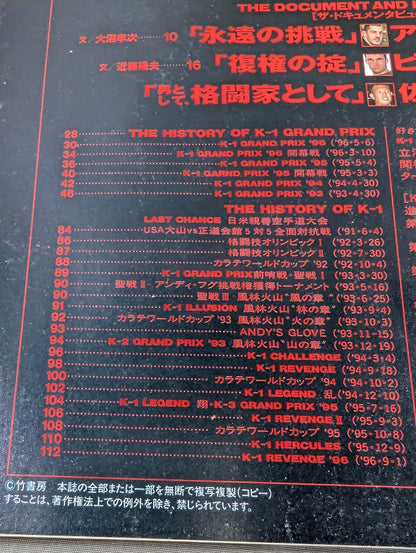 THE DOCUMENT AND
[ザ・ドキュメンタビュ
文 大沼孝次 10 「永遠の挑戦」 ア
文 近藤隆夫 16 「復権の掟」 ピ
「男として、格闘家として」 佐
28 THE HISTORY OF K-1 GRAND PRIX
30 K-1 GRAND PRIX '96 ('96・5・6)
34 K-1 GRAND PRIX '96 開幕戦 ('96・3・10)
36 K-1 GRAND PRIX '95 ('95・5・4)
40 K-1 GARND PRIX '95 開幕戦 ('95・3・3)
42 K-1 GRAND PRIX '94 ('94・4・30)
46 K-1 GRAND PRIX '93 ('93・4・30)
THE HISTORY OF K-1
LAST CHANCE 日米親善空手道大会
84 USA大山vs正道会館5対5全面対抗戦 ('91・6・4)
86 格闘技オリンピックⅠ ('92・3・26)
87 格闘技オリンピックⅡ ('92・7・30)
88 カラテワールドカップ '92 ('92・10・4)
89 K-1 GRAND PRIX前哨戦・聖戦Ⅰ ('93・3・30)
90 聖戦Ⅱ アンディ・フグ挑戦権獲得トーナメント ('93・5・16)
90 聖戦Ⅲ 風林火山"風の章" ('93・6・25)
91 K-1 ILLUSION 風林火山"林の章" ('93・9・4)
92 カラテワールドカップ '93 風林火山"火の章" ('93・10・3)
93 ANDY'S GLOVE ('93・11・15)
94 K-2 GRAND PRIX '93 風林火山"山の章" ('93・12・19)
96 K-1 CHALLENGE ('94・3・4)
98 K-1 REVENGE ('94・9・18)
100 カラテワールドカップ '94 ('94・10・2)
102 K-1 LEGEND 乱 ('94・12・10)
104 K-1 LEGEND 翔・K-3 GRAND PRIX '95 ('95・7・16)
106 K-1 REVENGE Ⅱ ('95・9・3)
108 カラテワールドカップ '95 ('95・10・8)
110 K-1 HERCULES ('95・12・9)
112 K-1 REVENGE '96 ('96・9・1)
©竹書房 本誌の全部または一部を無断で複写複製(コピー)
することは、著作権法上での例外を除き、禁じられています。